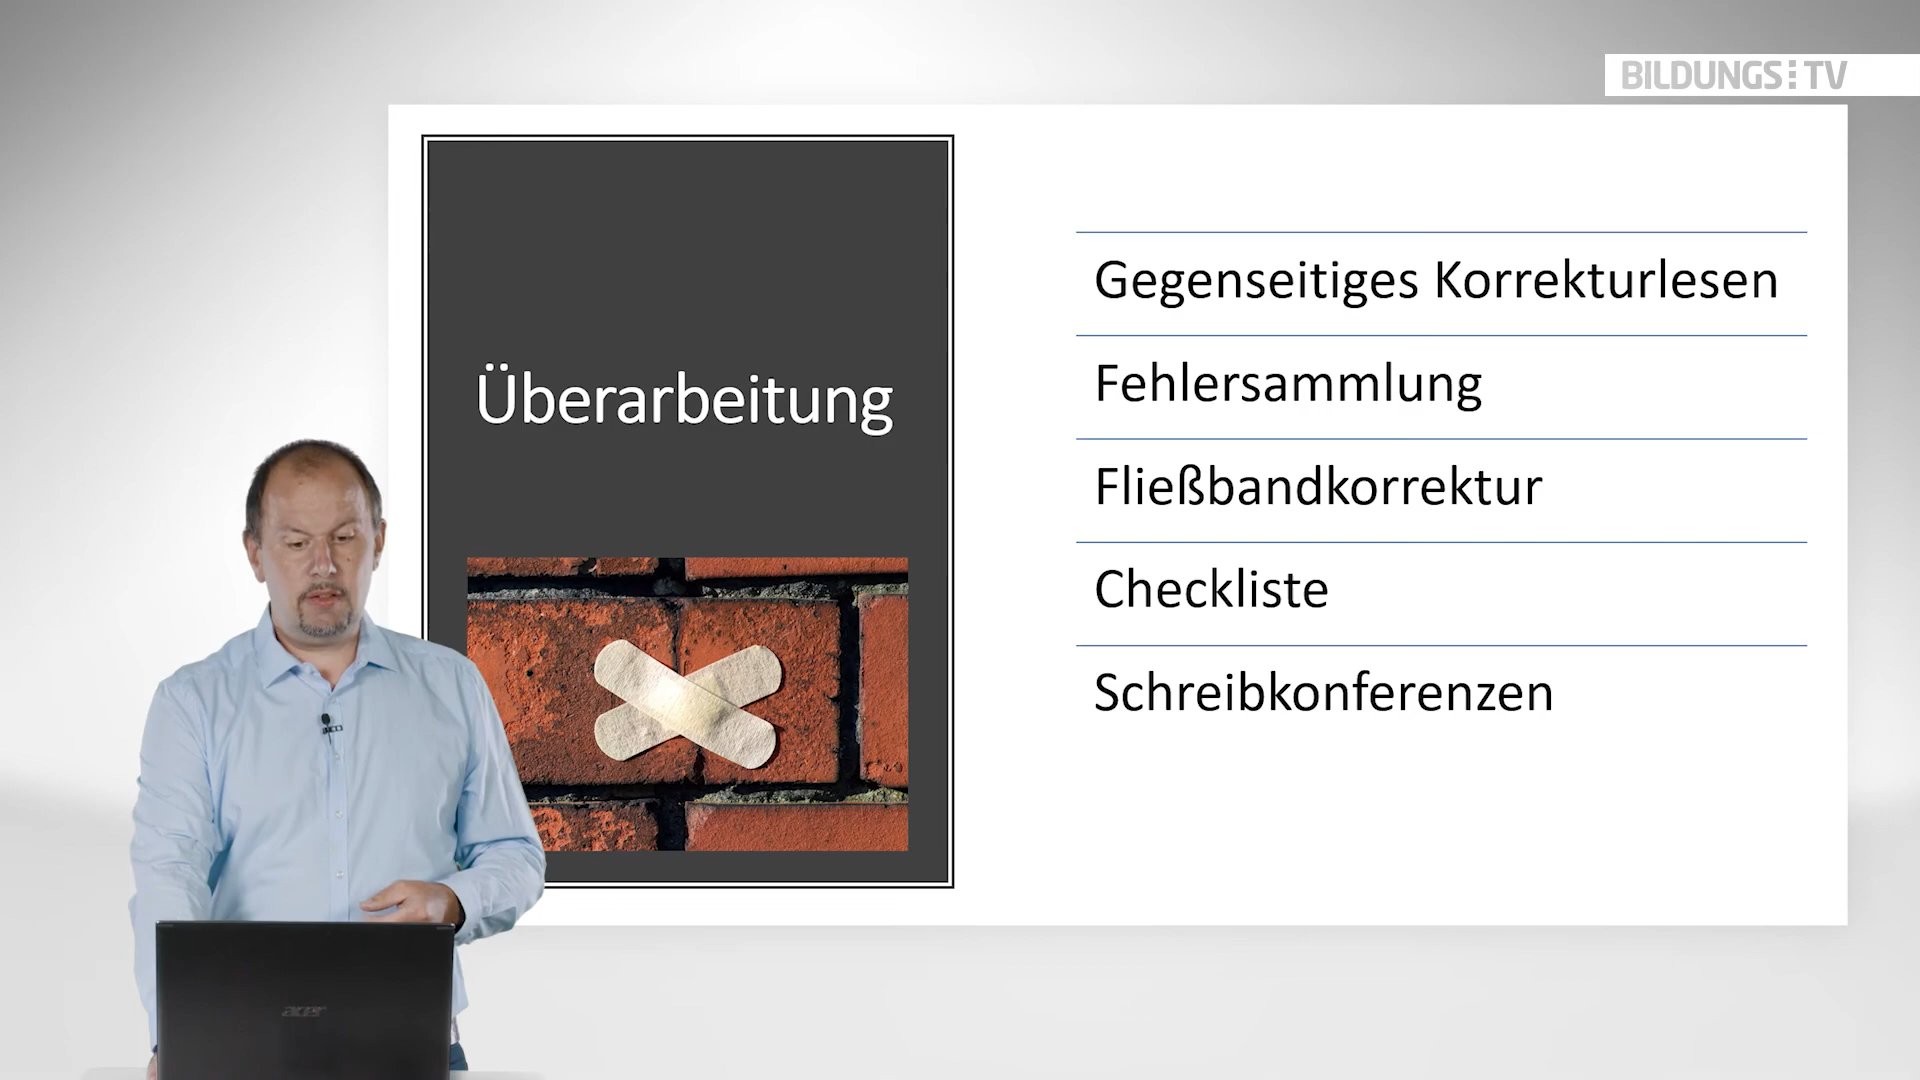 BILDUNGS:TV
Überarbeitung
Gegenseitiges Korrekturlesen
Fehlersammlung
Fließbandkorrektur
Checkliste
Schreibkonferenzen
acer